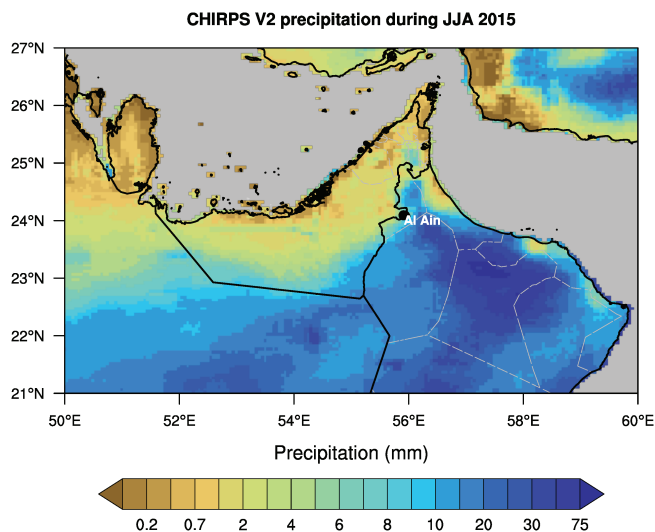 CHIRPS V2 precipitation during JJA 2015
27°N
26°N
25°N
24°N
23°N
22°N
21°N
Al Ain
50°E 52°E 54°E 56°E 58°E 60°E
Precipitation (mm)
0.2 0.7 2 4 6 8 10 20 30 75